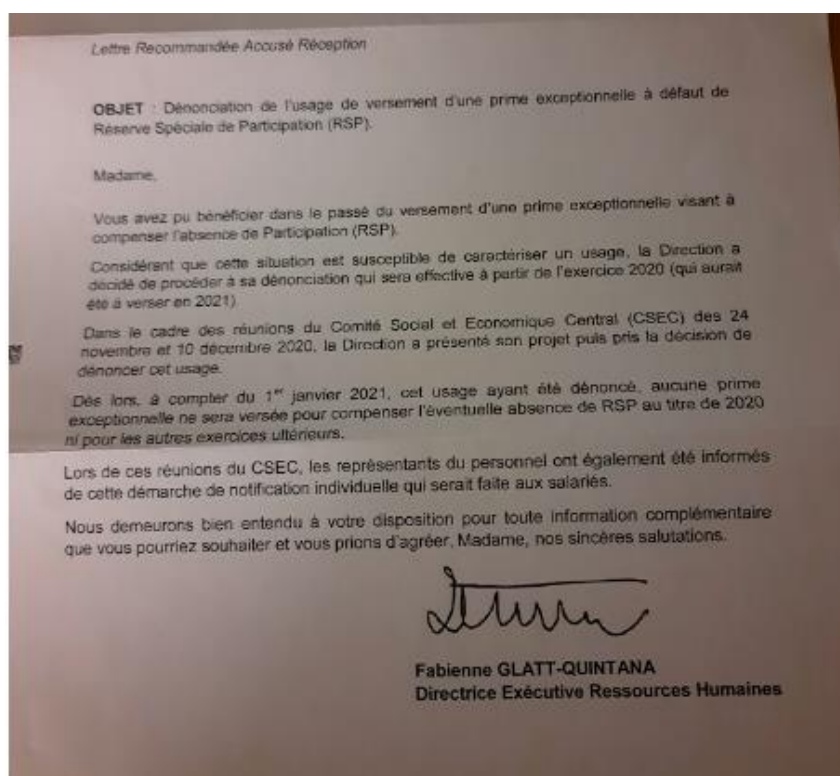 Lettre Recommandée Accusé Réception
OBJET : Dénonciation de l'usage de versement d'une prime exceptionnelle à défaut de
Réserve Spéciale de Participation (RSP).
Madame,
Vous avez pu bénéficier dans le passé du versement d'une prime exceptionnelle visant à
compenser l'absence de Participation (RSP).
Considérant que cette situation est susceptible de caractériser un usage, la Direction a
décidé de procéder à sa dénonciation qui sera effective à partir de l'exercice 2020 (qui aurait
été à verser en 2021)
Dans le cadre des réunions du Comité Social et Economique Central (CSEC) des 24
novembre et 10 décembre 2020, la Direction a présenté son projet puis pris la décision de
dénoncer cet usage.
Dès lors, à compter du 1er janvier 2021, cet usage ayant été dénoncé, aucune prime
exceptionnelle ne sera versée pour compenser l'éventuelle absence de RSP au titre de 2020
ni pour les autres exercices ultérieurs.
Lors de ces réunions du CSEC, les représentants du personnel ont également été informés
de cette démarche de notification individuelle qui serait faite aux salariés.
Nous demeurons bien entendu à votre disposition pour toute information complémentaire
que vous pourriez souhaiter et vous prions d'agréer, Madame, nos sincères salutations.
Fabienne GLATT-QUINTANA
Directrice Exécutive Ressources Humaines